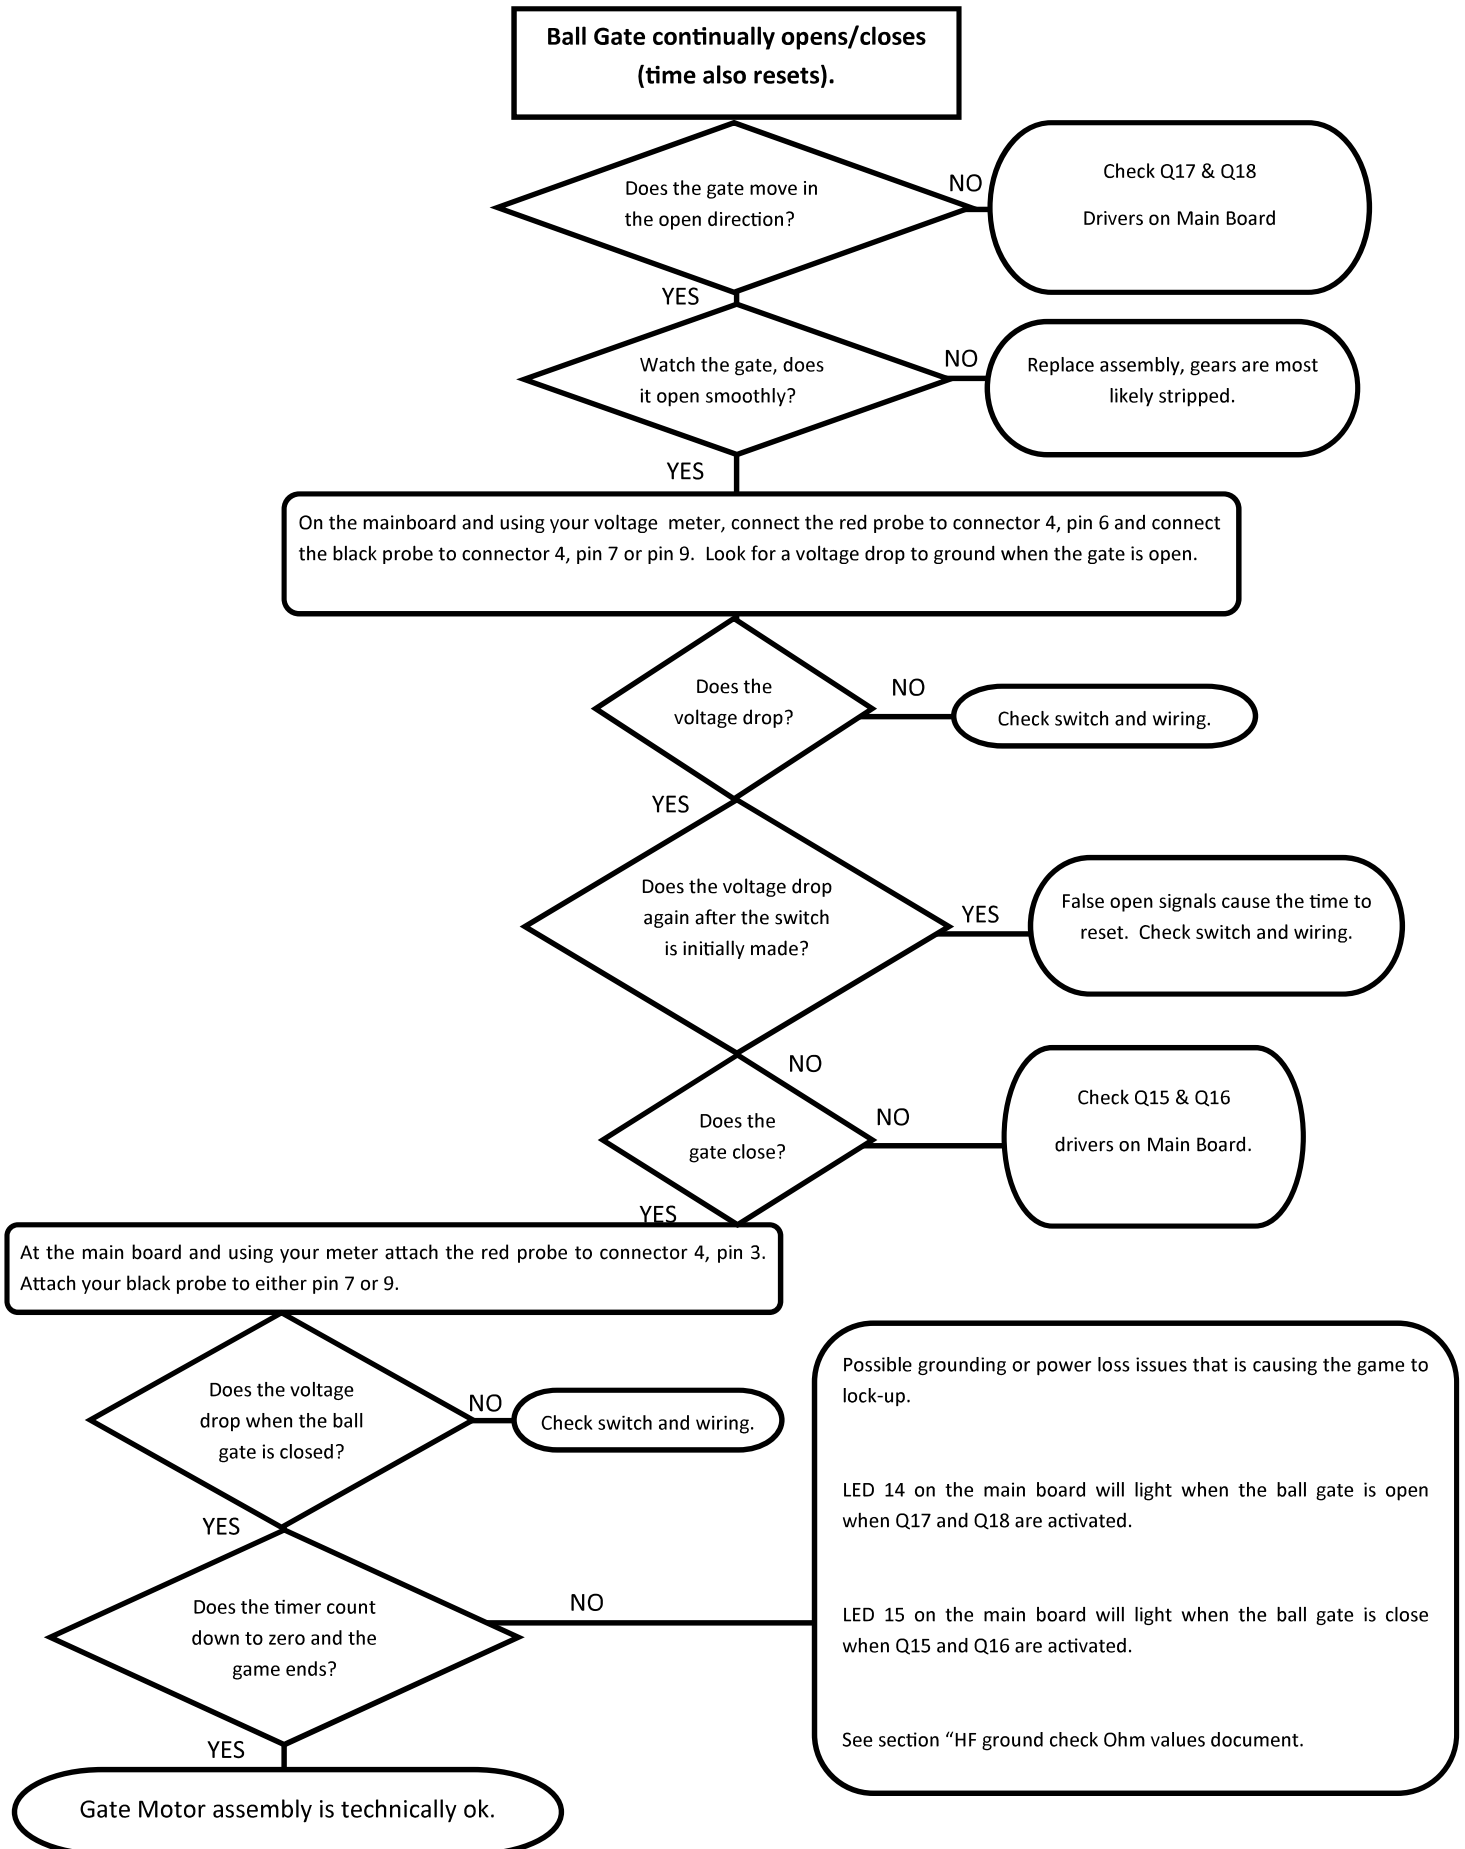 Ball Gate continually opens/closes
(time also resets).
Does the gate move in
the open direction?
NO
Check Q17 & Q18
Drivers on Main Board
YES
Watch the gate, does
it open smoothly?
NO
Replace assembly, gears are most
likely stripped.
YES
On the mainboard and using your voltage meter, connect the red probe to connector 4, pin 6 and connect
the black probe to connector 4, pin 7 or pin 9. Look for a voltage drop to ground when the gate is open.
Does the
voltage drop?
NO
Check switch and wiring.
YES
Does the voltage drop
again after the switch
is initially made?
YES
False open signals cause the time to
reset. Check switch and wiring.
NO
Does the
gate close?
NO
Check Q15 & Q16
drivers on Main Board.
YES
At the main board and using your meter attach the red probe to connector 4, pin 3.
Attach your black probe to either pin 7 or 9.
Does the voltage
drop when the ball
gate is closed?
NO
Check switch and wiring.
YES
Does the timer count
down to zero and the
game ends?
NO
Possible grounding or power loss issues that is causing the game to
lock-up.
LED 14 on the main board will light when the ball gate is open
when Q17 and Q18 are activated.
LED 15 on the main board will light when the ball gate is close
when Q15 and Q16 are activated.
See section “HF ground check Ohm values document.
YES
Gate Motor assembly is technically ok.